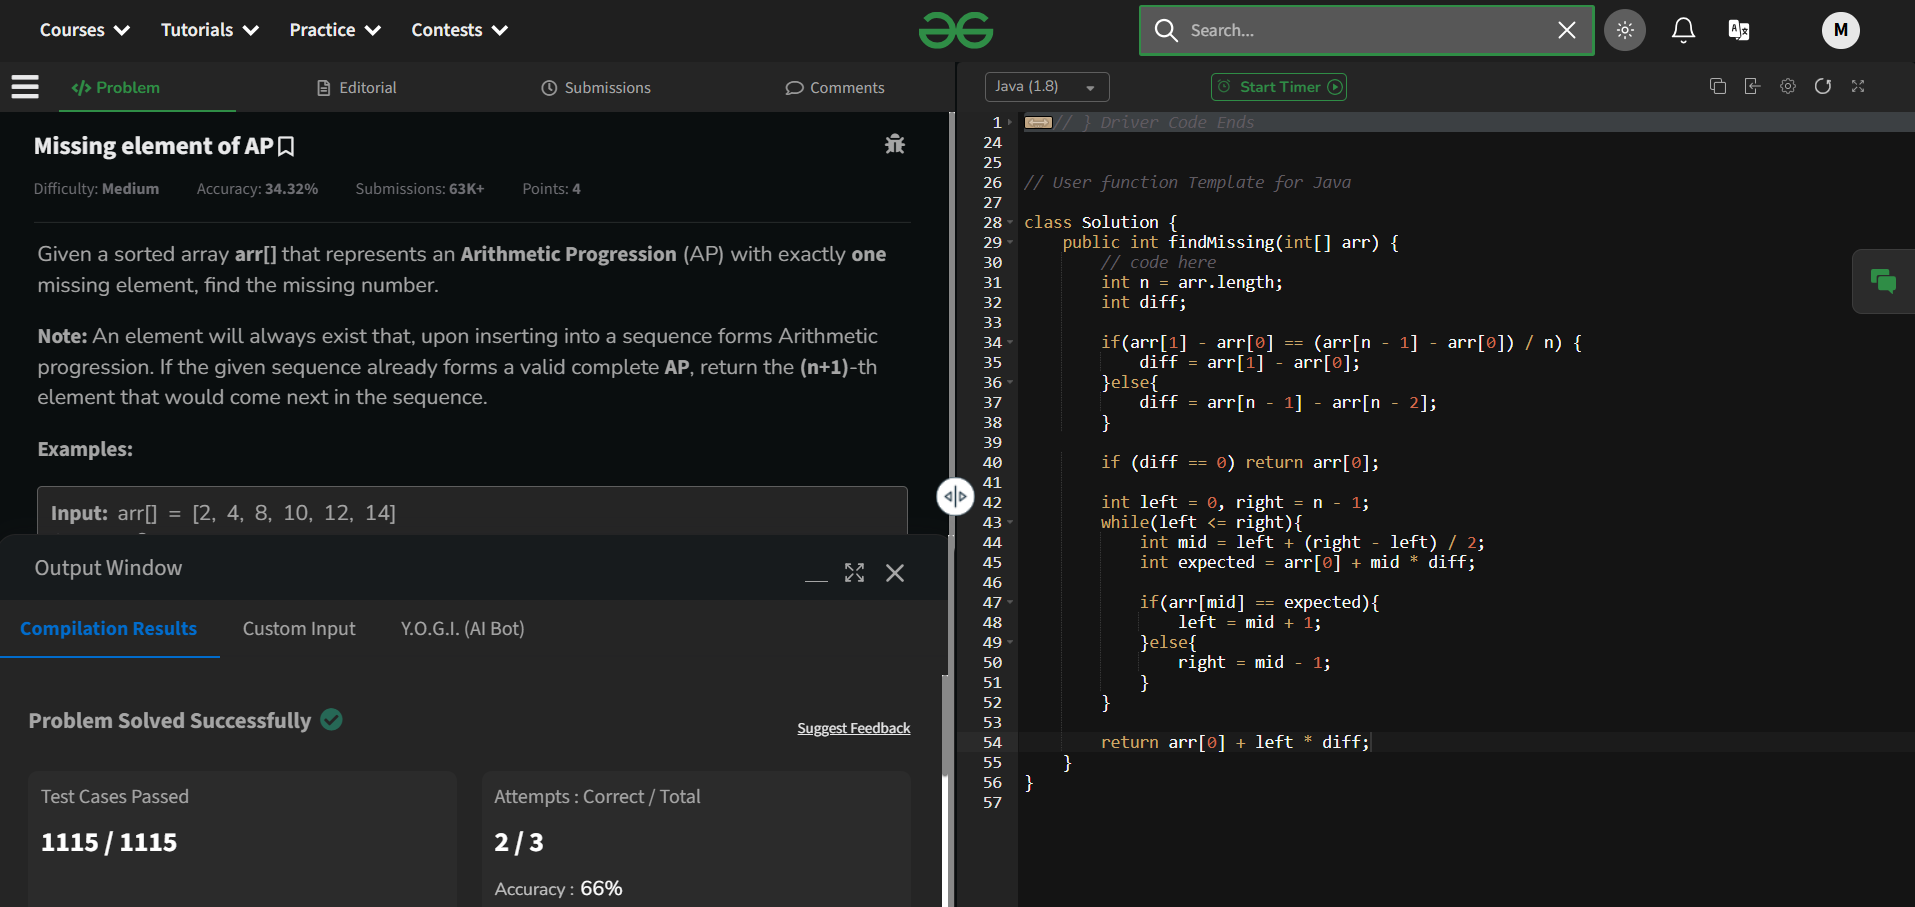 Courses Tutorials Practice Contests
Search...
M
Problem Editorial Submissions Comments
Missing element of AP
Difficulty: Medium Accuracy: 34.32% Submissions: 63K+ Points: 4
Given a sorted array arr[] that represents an Arithmetic Progression (AP) with exactly one
missing element, find the missing number.
Note: An element will always exist that, upon inserting into a sequence forms Arithmetic
progression. If the given sequence already forms a valid complete AP, return the (n+1)-th
element that would come next in the sequence.
Examples:
Input: arr[] = [2, 4, 8, 10, 12, 14]
Output Window
Compilation Results Custom Input Y.O.G.I. (AI Bot)
Problem Solved Successfully
Suggest Feedback
Test Cases Passed
1115 / 1115
Attempts : Correct / Total
2 / 3
Accuracy : 66%
Java (1.8) Start Timer
1 // } Driver Code Ends
24
25
26 // User function Template for Java
27
28 class Solution {
29     public int findMissing(int[] arr) {
30         // code here
31         int n = arr.length;
32         int diff;
33
34         if(arr[1] - arr[0] == (arr[n - 1] - arr[0]) / n) {
35             diff = arr[1] - arr[0];
36         }else{
37             diff = arr[n - 1] - arr[n - 2];
38         }
39
40         if (diff == 0) return arr[0];
41
42         int left = 0, right = n - 1;
43         while(left <= right){
44             int mid = left + (right - left) / 2;
45             int expected = arr[0] + mid * diff;
46
47             if(arr[mid] == expected){
48                 left = mid + 1;
49             }else{
50                 right = mid - 1;
51             }
52         }
53
54         return arr[0] + left * diff;
55     }
56 }
57